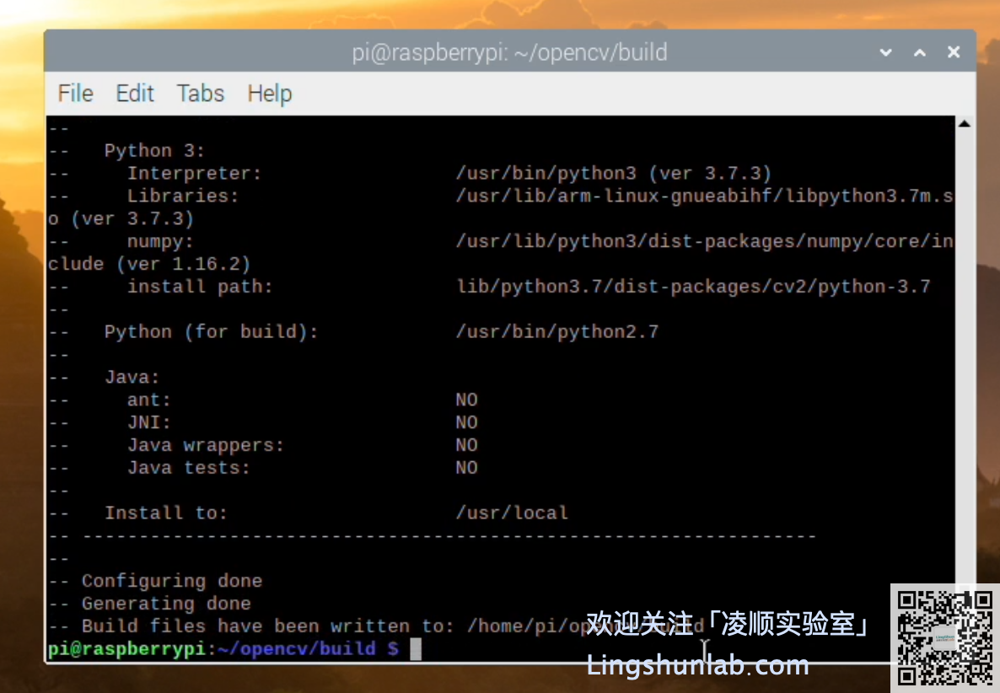 pi@raspberrypi: ~/opencv/build
File Edit Tabs Help
--
--   Python 3:
--     Interpreter:                 /usr/bin/python3 (ver 3.7.3)
--     Libraries:                   /usr/lib/arm-linux-gnueabihf/libpython3.7m.s
o (ver 3.7.3)
--     numpy:                       /usr/lib/python3/dist-packages/numpy/core/in
clude (ver 1.16.2)
--     install path:                lib/python3.7/dist-packages/cv2/python-3.7
--
--   Python (for build):            /usr/bin/python2.7
--
--   Java:
--     ant:                         NO
--     JNI:                         NO
--     Java wrappers:               NO
--     Java tests:                  NO
--
--   Install to:                    /usr/local
-- -----------------------------------------------------------------
--
-- Configuring done
-- Generating done
-- Build files have been written to: /home/pi/opencv/build
pi@raspberrypi:~/opencv/build $
欢迎关注「凌顺实验室」
Lingshunlab.com